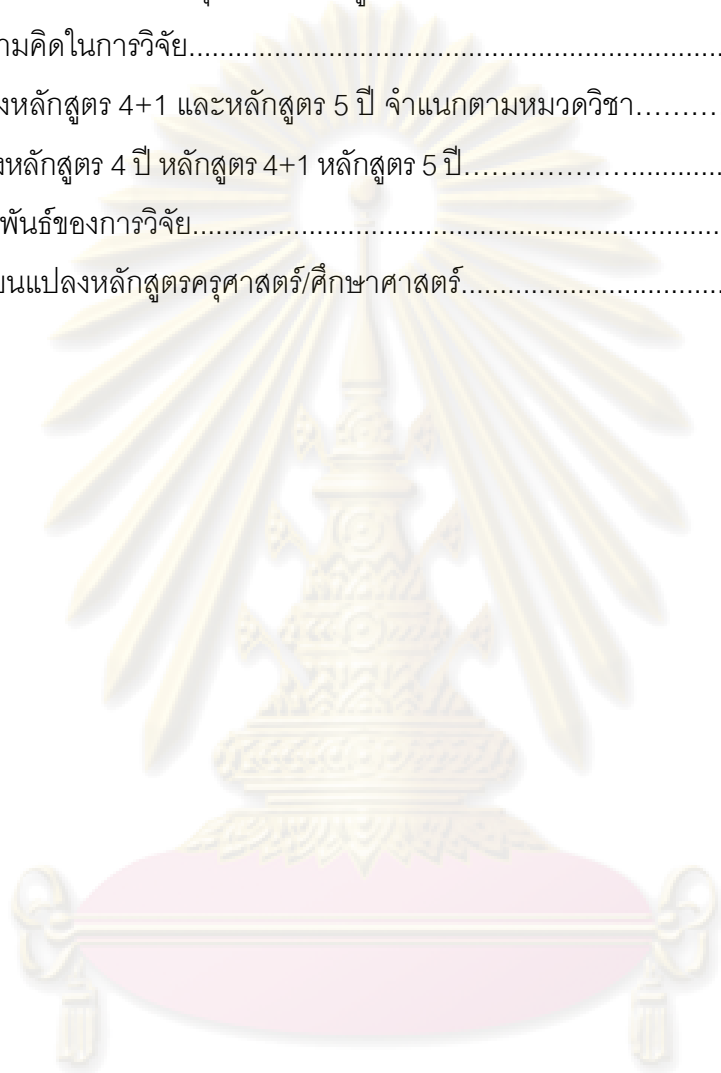 ามคิดในการวิจัย......................................................................
งหลักสูตร 4+1 และหลักสูตร 5 ปี จำแนกตามหมวดวิชา.........
งหลักสูตร 4 ปี หลักสูตร 4+1 หลักสูตร 5 ปี.................................
พันธ์ของการวิจัย......................................................................
ยนแปลงหลักสูตรครุศาสตร์/ศึกษาศาสตร์..................................